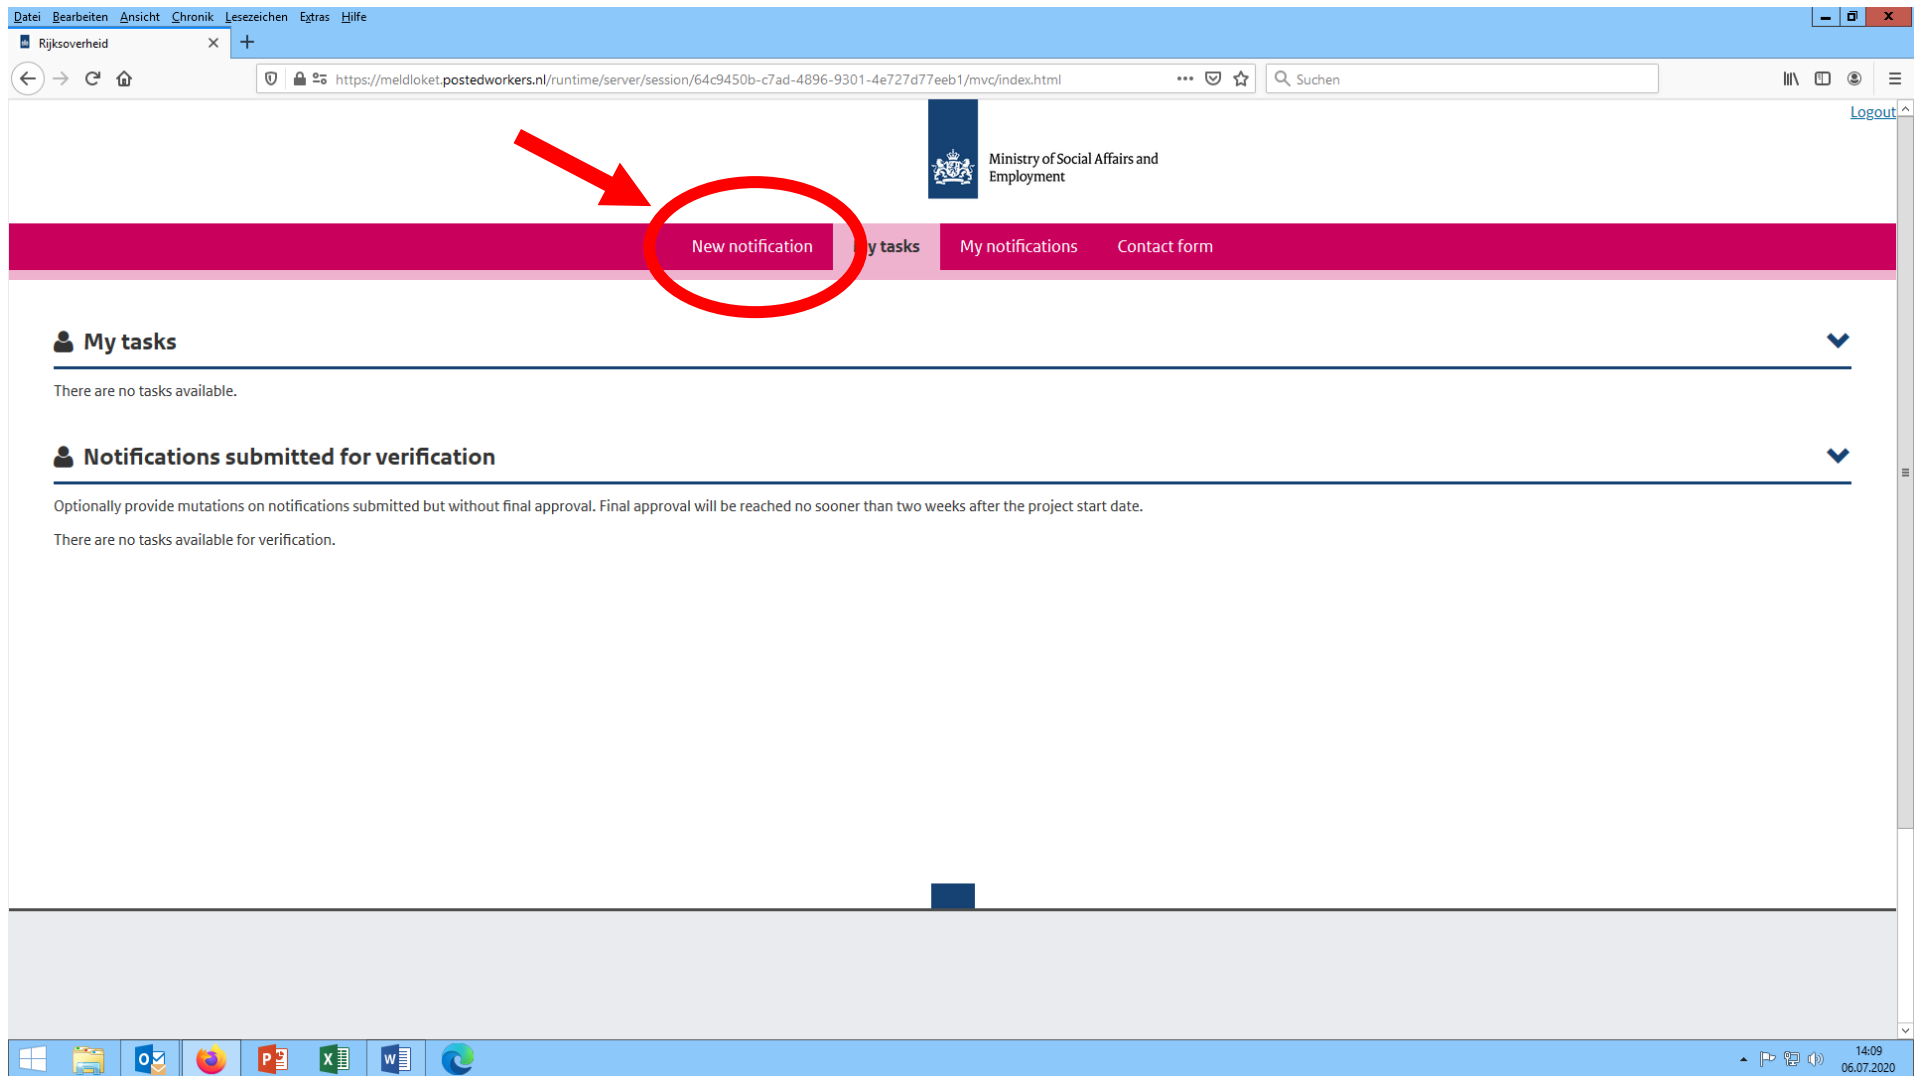 Datei Bearbeiten Ansicht Chronik Lesezeichen Extras Hilfe
Rijksoverheid
https://meldloket.postedworkers.nl/runtime/server/session/64c9450b-c7ad-4896-9301-4e727d77eeb1/mvc/index.html
Suchen
Logout
Ministry of Social Affairs and
Employment
New notification
y tasks
My notifications
Contact form
My tasks
There are no tasks available.
Notifications submitted for verification
Optionally provide mutations on notifications submitted but without final approval. Final approval will be reached no sooner than two weeks after the project start date.
There are no tasks available for verification.
14:09
06.07.2020